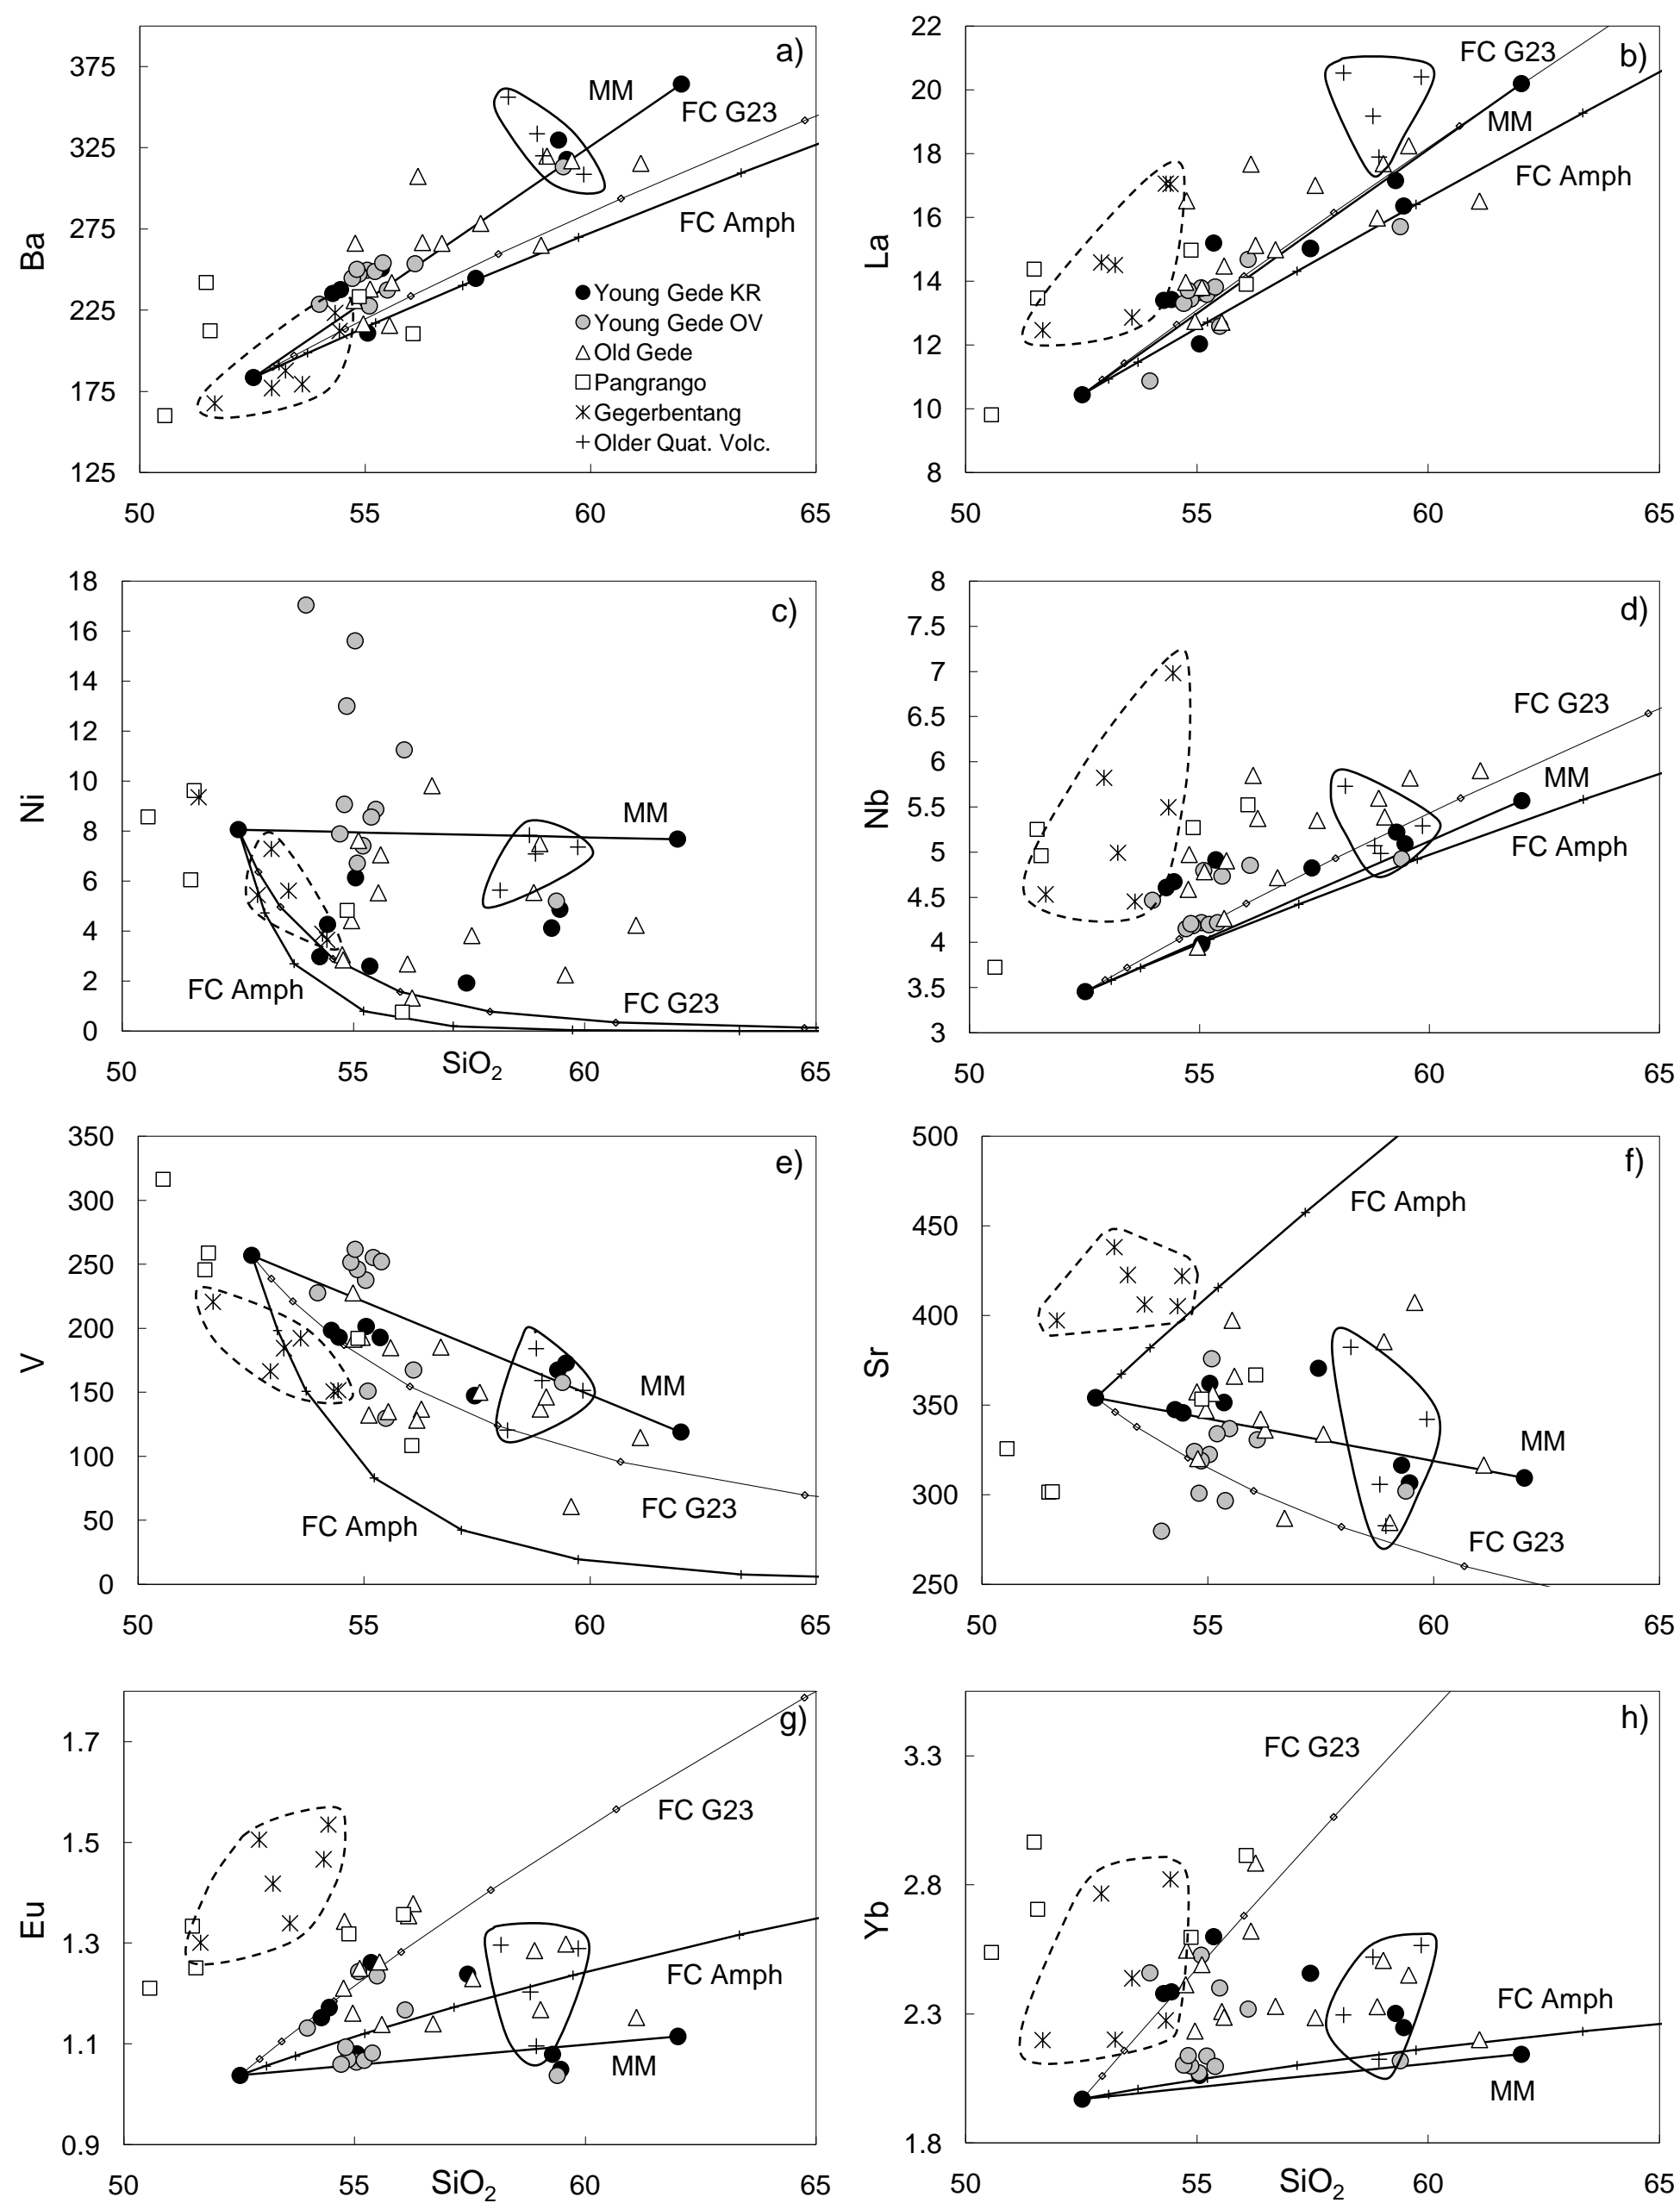 a)
375
325
275
225
175
125
Ba
MM
FC G23
FC Amph
Young Gede KR
Young Gede OV
Old Gede
Pangrango
Gegerbentang
Older Quat. Volc.
50 55 60 65
b)
22
20
18
16
14
12
10
8
La
FC G23
MM
FC Amph
50 55 60 65
c)
18
16
14
12
10
8
6
4
2
0
Ni
MM
FC Amph
FC G23
50 55 60 65
SiO₂
d)
8
7.5
7
6.5
6
5.5
5
4.5
4
3.5
3
Nb
FC G23
MM
FC Amph
50 55 60 65
e)
350
300
250
200
150
100
50
0
V
MM
FC G23
FC Amph
50 55 60 65
f)
500
450
400
350
300
250
Sr
FC Amph
MM
FC G23
50 55 60 65
g)
1.7
1.5
1.3
1.1
0.9
Eu
FC G23
FC Amph
MM
50 55 60 65
SiO₂
h)
3.3
2.8
2.3
1.8
Yb
FC G23
FC Amph
MM
50 55 60 65
SiO₂